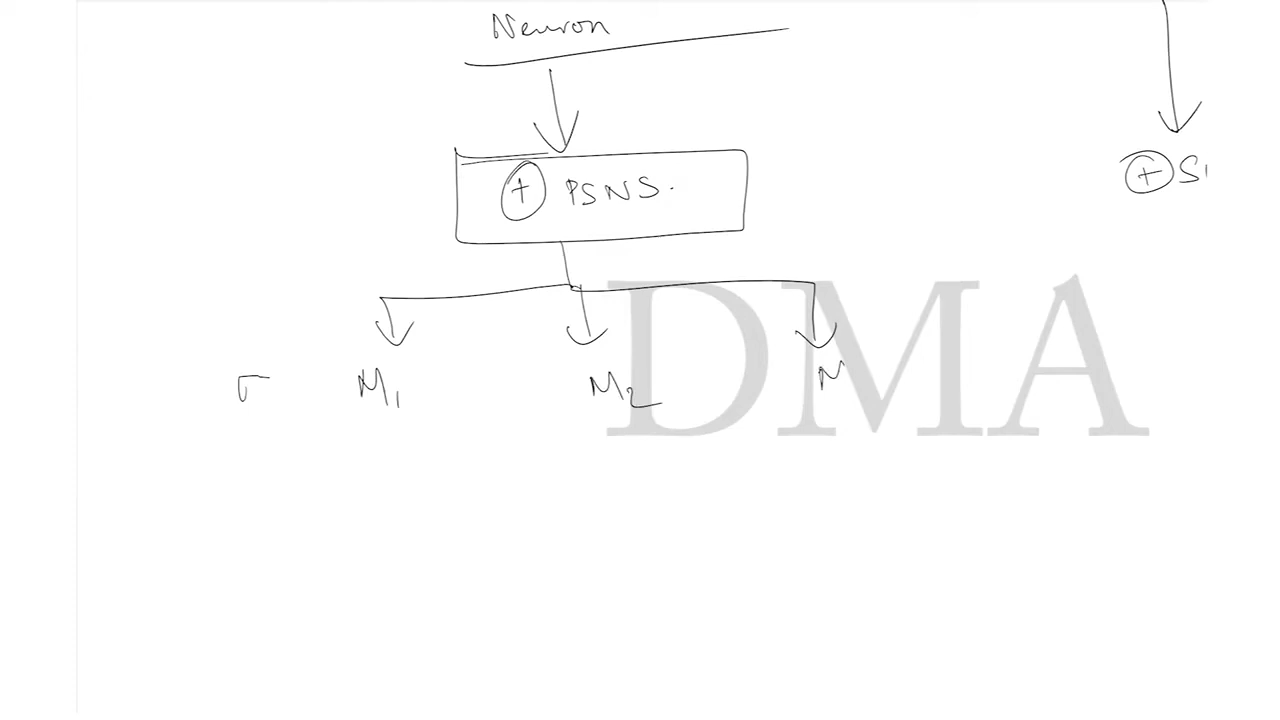 Neuron
+ PSNS.
+ S
M1 M2 M
DMA